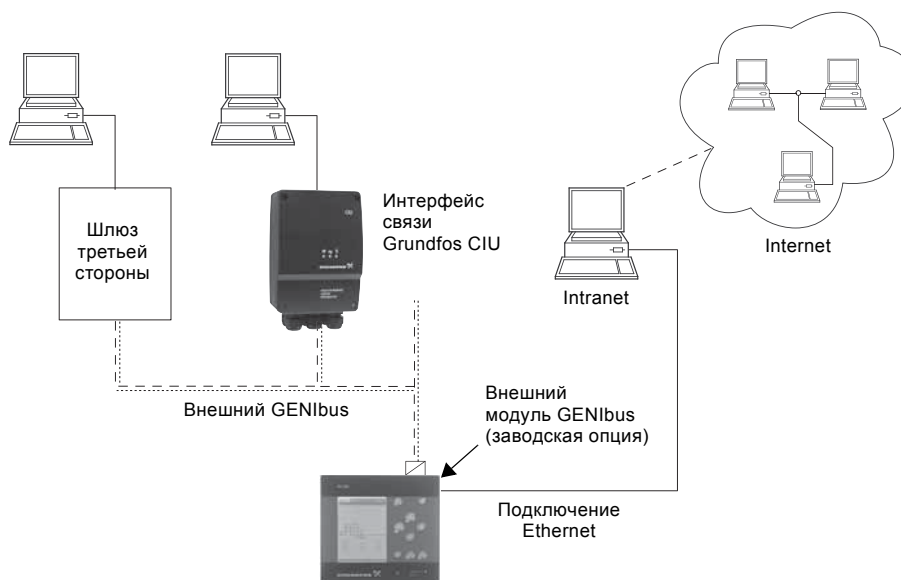 Шлюз
третьей
стороны
Интерфейс
связи
Grundfos CIU
Internet
Intranet
Внешний GENIbus
Внешний
модуль GENIbus
(заводская опция)
Подключение
Ethernet